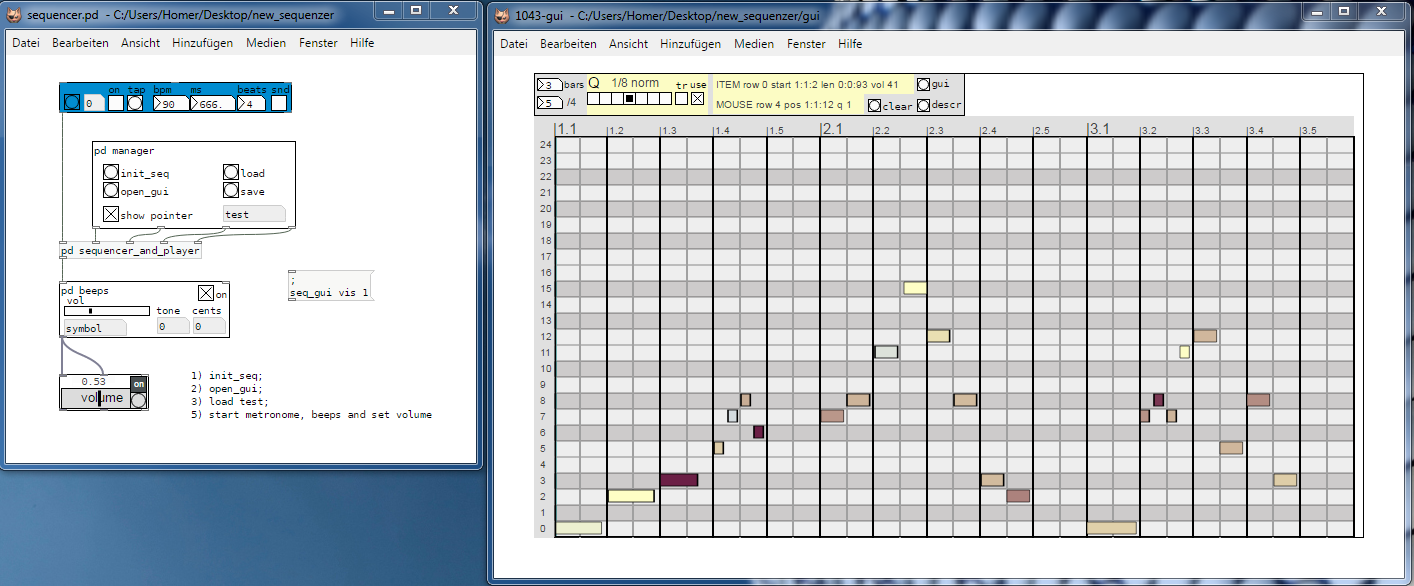 sequencer.pd - C:/Users/Homer/Desktop/new_sequenzer
Datei Bearbeiten Ansicht Hinzufügen Medien Fenster Hilfe
on tap bpm ms beats snd
0 90 666. 4
pd manager
init_seq load
open_gui save
show pointer test
pd sequencer_and_player
;
seq_gui vis 1
pd beeps
on
vol
tone cents
symbol 0 0
0.53 on
volume
1) init_seq;
2) open_gui;
3) load test;
5) start metronome, beeps and set volume
1043-gui - C:/Users/Homer/Desktop/new_sequenzer/gui
Datei Bearbeiten Ansicht Hinzufügen Medien Fenster Hilfe
3 bars Q 1/8 norm tr use ITEM row 0 start 1:1:2 len 0:0:93 vol 41 gui
5 /4 MOUSE row 4 pos 1:1:12 q 1 clear descr
1.1 1.2 1.3 1.4 1.5 2.1 2.2 2.3 2.4 2.5 3.1 3.2 3.3 3.4 3.5
24
23
22
21
20
19
18
17
16
15
14
13
12
11
10
9
8
7
6
5
4
3
2
1
0